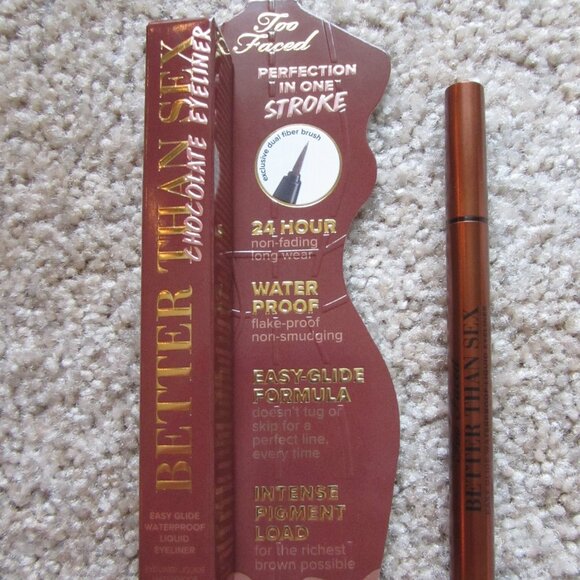 BETTER THAN SEX
CHOCOLATE EYELINER
EASY GLIDE
WATERPROOF
LIQUID
EYELINER
Too
Faced
PERFECTION
IN ONE
STROKE
exclusive dual fiber brush
24 HOUR
non-fading
long wear
WATER
PROOF
flake-proof
non-smudging
EASY-GLIDE
FORMULA
doesn't tug or
skip for a
perfect line,
every time
INTENSE
PIGMENT
LOAD
for the richest
brown possible
BETTER THAN SEX